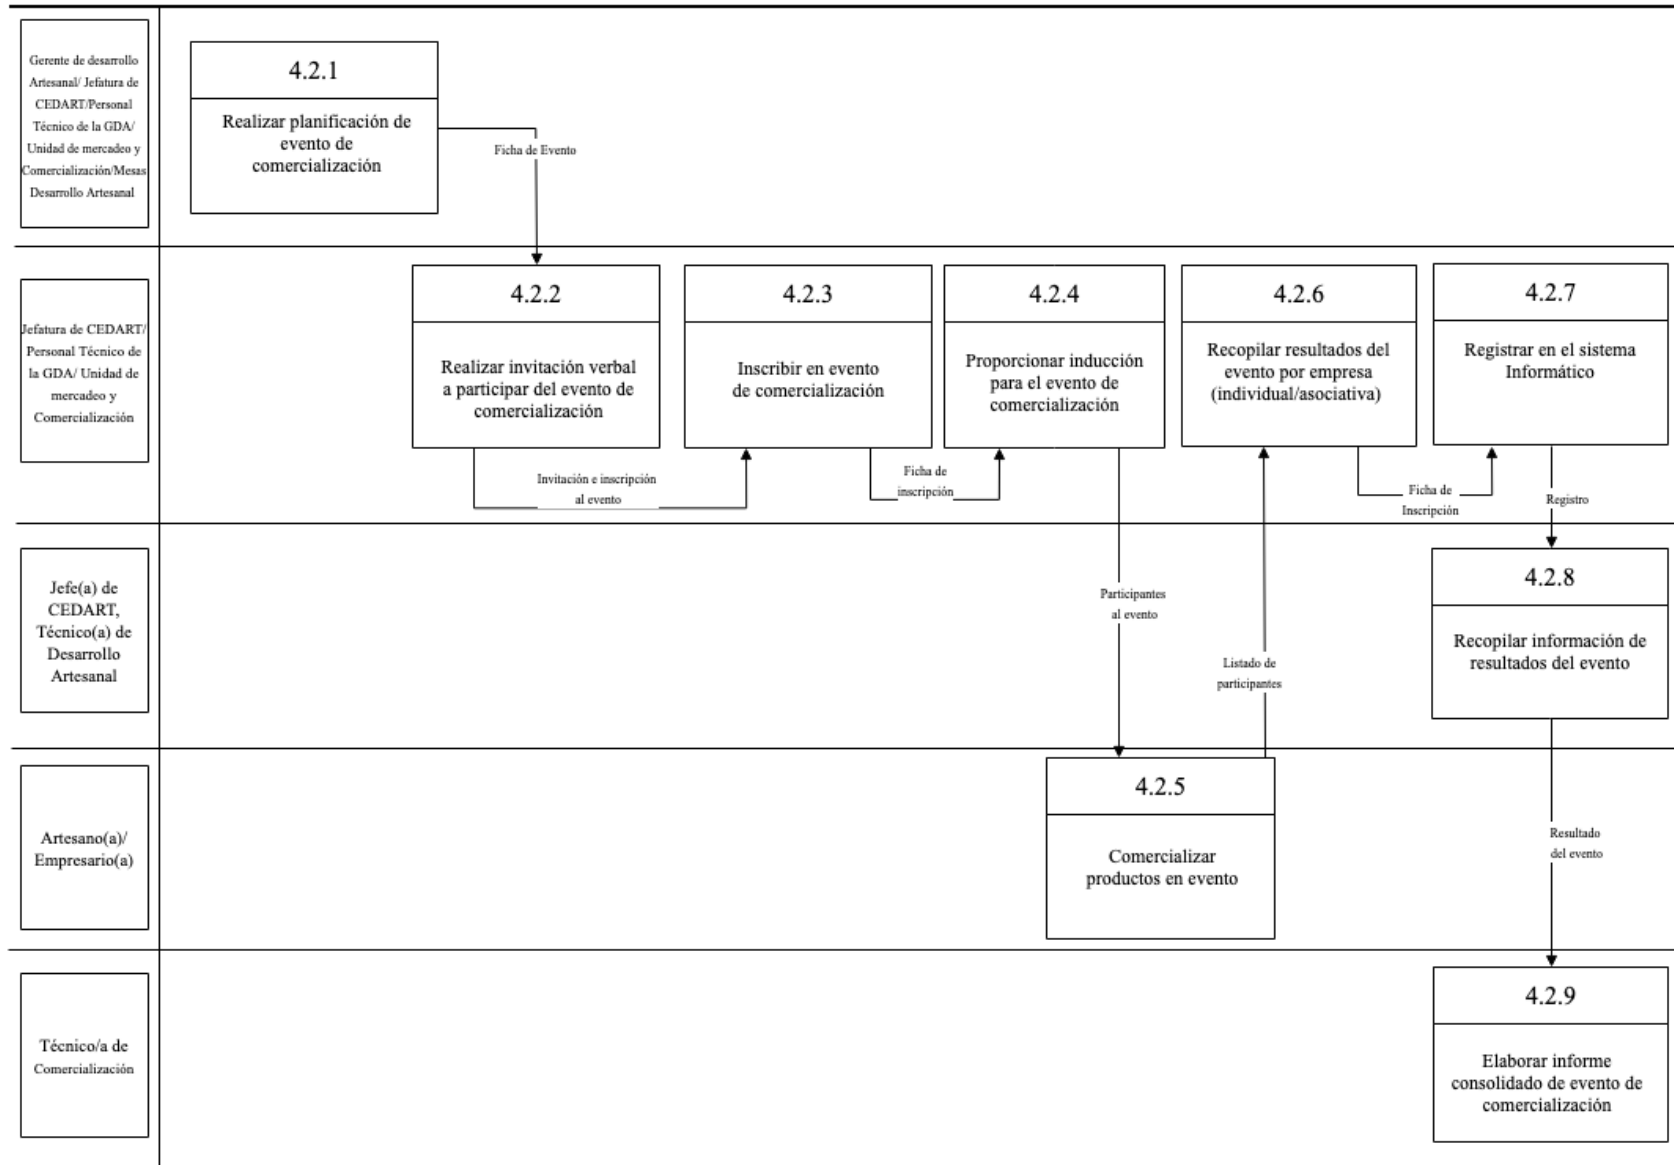 Gerente de desarrollo
Artesanal/ Jefatura de
CEDART/Personal
Técnico de la GDA/
Unidad de mercadeo y
Comercialización/Mesas
Desarrollo Artesanal
4.2.1
Realizar planificación de
evento de
comercialización
Ficha de Evento
Jefatura de CEDART/
Personal Técnico de
la GDA/ Unidad de
mercadeo y
Comercialización
4.2.2
Realizar invitación verbal
a participar del evento de
comercialización
Invitación e inscripción
al evento
4.2.3
Inscribir en evento
de comercialización
Ficha de
inscripción
4.2.4
Proporcionar inducción
para el evento de
comercialización
4.2.6
Recopilar resultados del
evento por empresa
(individual/asociativa)
Ficha de
Inscripción
4.2.7
Registrar en el sistema
Informático
Registro
Jefe(a) de
CEDART,
Técnico(a) de
Desarrollo
Artesanal
Participantes
al evento
Listado de
participantes
4.2.8
Recopilar información de
resultados del evento
Artesano(a)/
Empresario(a)
4.2.5
Comercializar
productos en evento
Resultado
del evento
Técnico/a de
Comercialización
4.2.9
Elaborar informe
consolidado de evento de
comercialización